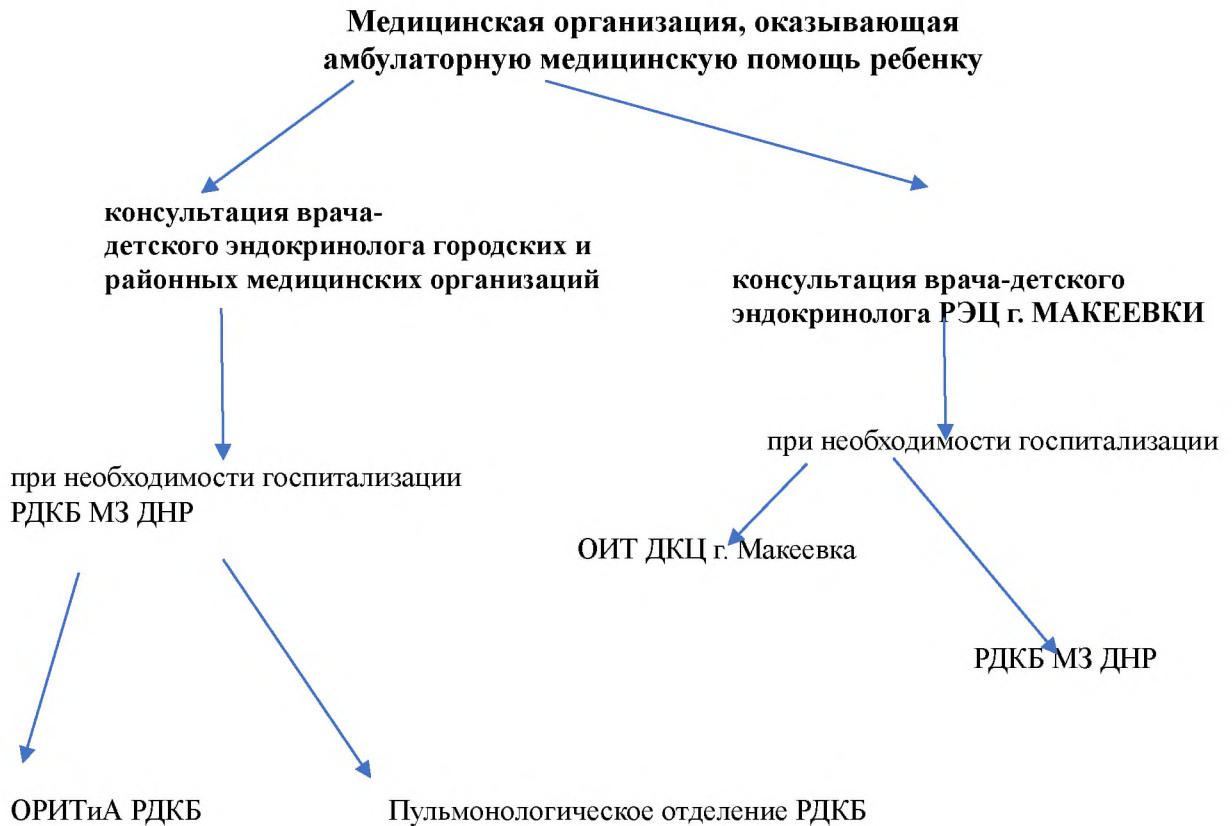 Медицинская организация, оказывающая
амбулаторную медицинскую помощь ребенку
консультация врача-
детского эндокринолога городских и
районных медицинских организаций
консультация врача-детского
эндокринолога РЭЦ г. МАКЕЕВКИ
при необходимости госпитализации
РДКБ МЗ ДНР
при необходимости госпитализации
ОИТ ДКЦ г. Макеевка
РДКБ МЗ ДНР
ОРИТиА РДКБ
Пульмонологическое отделение РДКБ